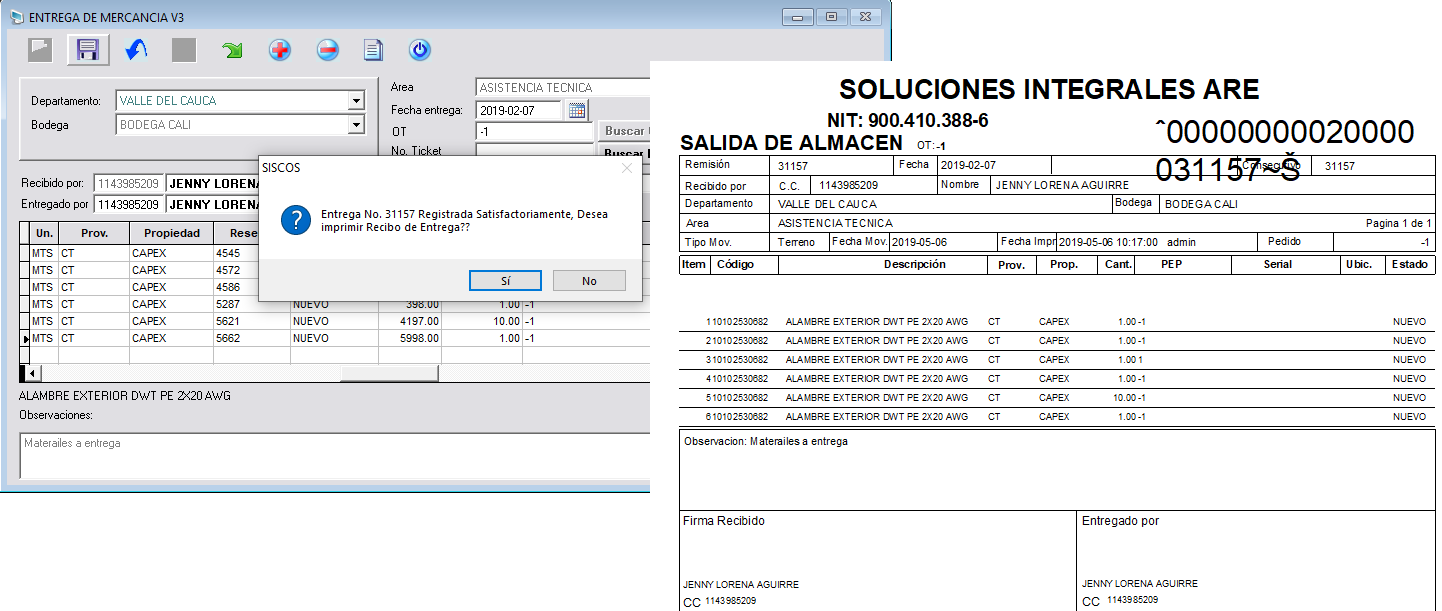 ENTREGA DE MERCANCIA V3
Departamento: VALLE DEL CAUCA
Bodega BODEGA CALI
Area ASISTENCIA TECNICA
Fecha entrega: 2019-02-07
OT -1 Buscar
No. Ticket Buscar
Recibido por: 1143985209 JENNY LORENA
Entregado por 1143985209 JENNY LORENA
Un. Prov. Propiedad Rese
MTS CT CAPEX 4545
MTS CT CAPEX 4572
MTS CT CAPEX 4586
MTS CT CAPEX 5287 NUEVO 398.00 1.00 -1
MTS CT CAPEX 5621 NUEVO 4197.00 10.00 -1
MTS CT CAPEX 5662 NUEVO 5998.00 1.00 -1
ALAMBRE EXTERIOR DWT PE 2X20 AWG
Observaciones:
Materailes a entrega
SISCOS
Entrega No. 31157 Registrada Satisfactoriamente, Desea
imprimir Recibo de Entrega??
Sí No
SOLUCIONES INTEGRALES ARE
NIT: 900.410.388-6
SALIDA DE ALMACEN OT:-1
ˆ00000000020000
031157~Š
Remisión 31157 Fecha 2019-02-07 Consecutivo 31157
Recibido por C.C. 1143985209 Nombre JENNY LORENA AGUIRRE
Departamento VALLE DEL CAUCA Bodega BODEGA CALI
Area ASISTENCIA TECNICA Pagina 1 de 1
Tipo Mov. Terreno Fecha Mov. 2019-05-06 Fecha Impr 2019-05-06 10:17:00 admin Pedido -1
Item Código Descripción Prov. Prop. Cant. PEP Serial Ubic. Estado
1 10102530682 ALAMBRE EXTERIOR DWT PE 2X20 AWG CT CAPEX 1.00 -1 NUEVO
2 10102530682 ALAMBRE EXTERIOR DWT PE 2X20 AWG CT CAPEX 1.00 -1 NUEVO
3 10102530682 ALAMBRE EXTERIOR DWT PE 2X20 AWG CT CAPEX 1.00 1 NUEVO
4 10102530682 ALAMBRE EXTERIOR DWT PE 2X20 AWG CT CAPEX 1.00 -1 NUEVO
5 10102530682 ALAMBRE EXTERIOR DWT PE 2X20 AWG CT CAPEX 10.00 -1 NUEVO
6 10102530682 ALAMBRE EXTERIOR DWT PE 2X20 AWG CT CAPEX 1.00 -1 NUEVO
Observacion: Materailes a entrega
Firma Recibido Entregado por
JENNY LORENA AGUIRRE JENNY LORENA AGUIRRE
CC 1143985209 CC 1143985209